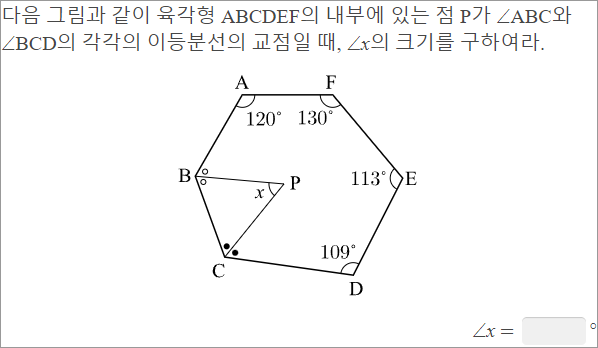 다음 그림과 같이 육각형 ABCDEF의 내부에 있는 점 P가 ∠ABC와
∠BCD의 각각의 이등분선의 교점일 때, ∠x의 크기를 구하여라.
A F
120° 130°
B P 113° E
x
109°
C
D
∠x = °